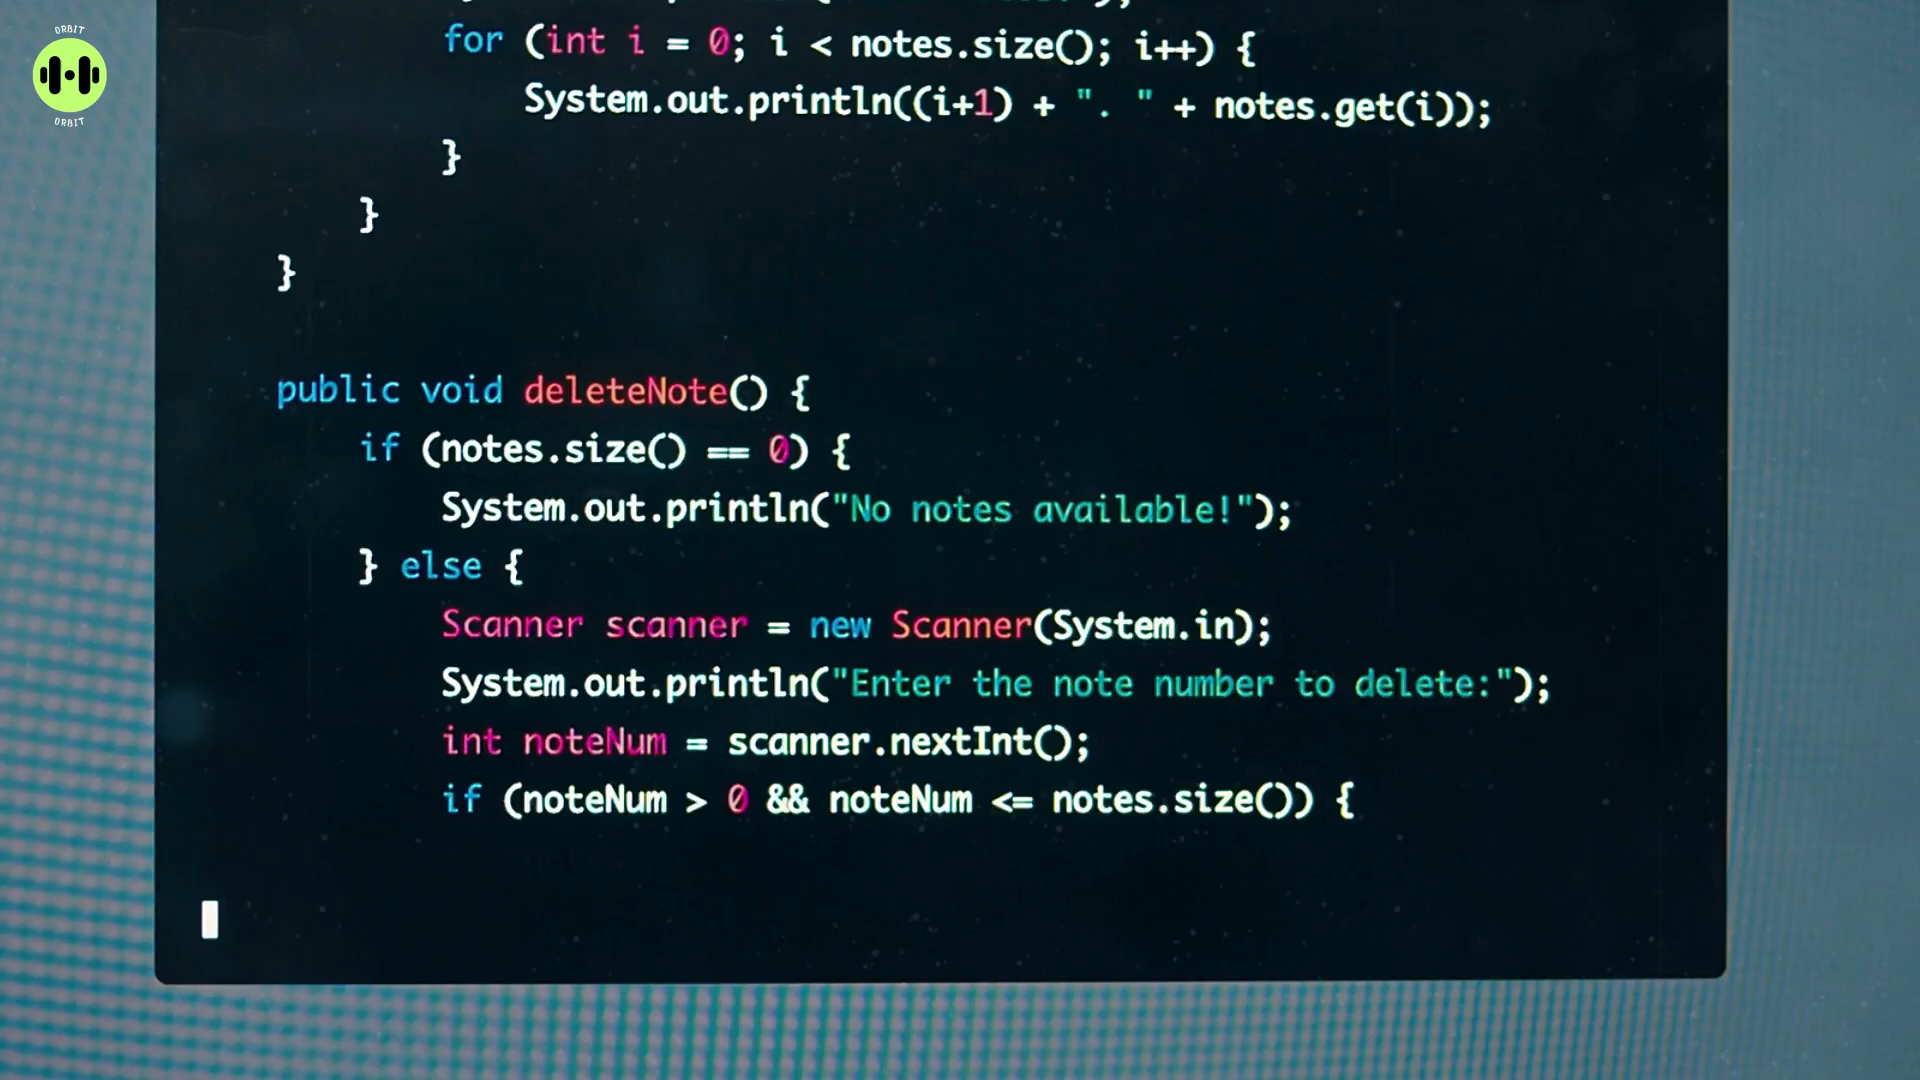 ORBIT
ORBIT
for (int i = 0; i < notes.size(); i++) {
System.out.println((i+1) + ". " + notes.get(i));
}
}
}
public void deleteNote() {
if (notes.size() == 0) {
System.out.println("No notes available!");
} else {
Scanner scanner = new Scanner(System.in);
System.out.println("Enter the note number to delete:");
int noteNum = scanner.nextInt();
if (noteNum > 0 && noteNum <= notes.size()) {